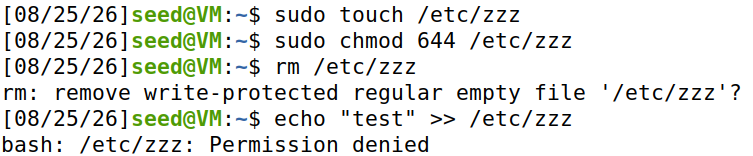 [08/25/26]seed@VM:~$ sudo touch /etc/zzz
[08/25/26]seed@VM:~$ sudo chmod 644 /etc/zzz
[08/25/26]seed@VM:~$ rm /etc/zzz
rm: remove write-protected regular empty file '/etc/zzz'?
[08/25/26]seed@VM:~$ echo "test" >> /etc/zzz
bash: /etc/zzz: Permission denied